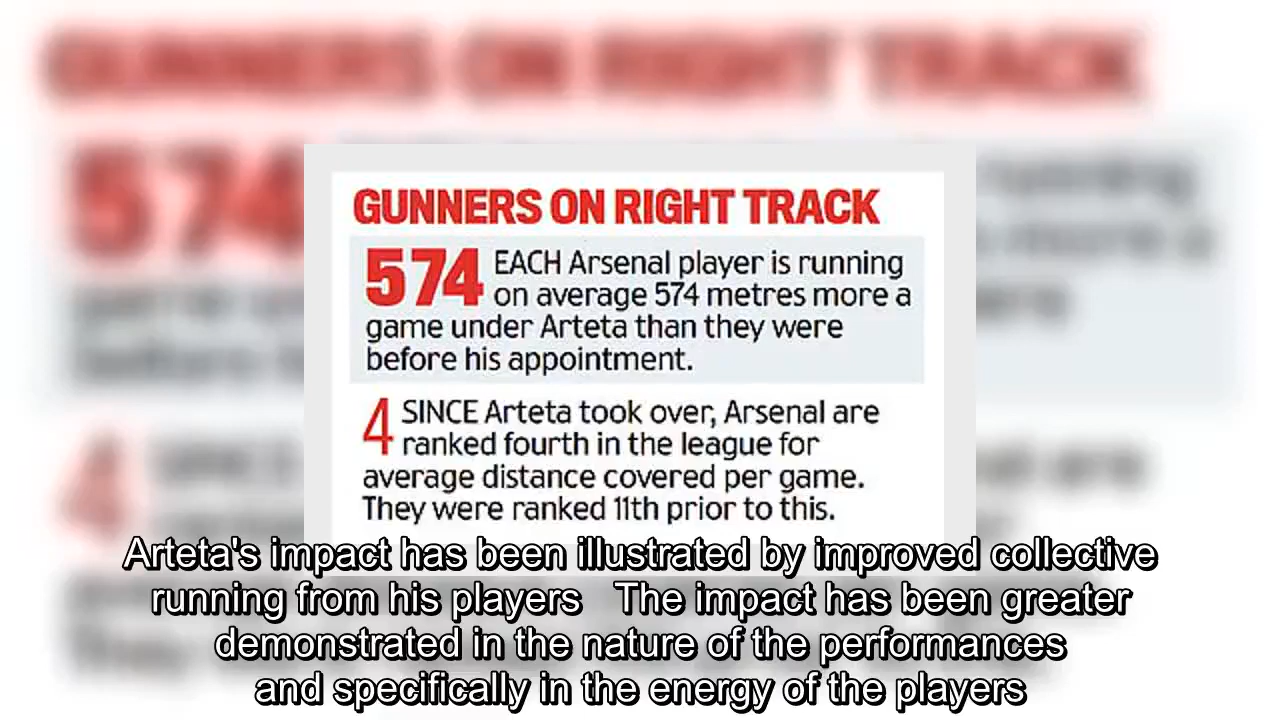 GUNNERS ON RIGHT TRACK
574 EACH Arsenal player is running
on average 574 metres more a
game under Arteta than they were
before his appointment.
4 SINCE Arteta took over, Arsenal are
ranked fourth in the league for
average distance covered per game.
They were ranked 11th prior to this.
Arteta's impact has been illustrated by improved collective
running from his players   The impact has been greater
demonstrated in the nature of the performances
and specifically in the energy of the players